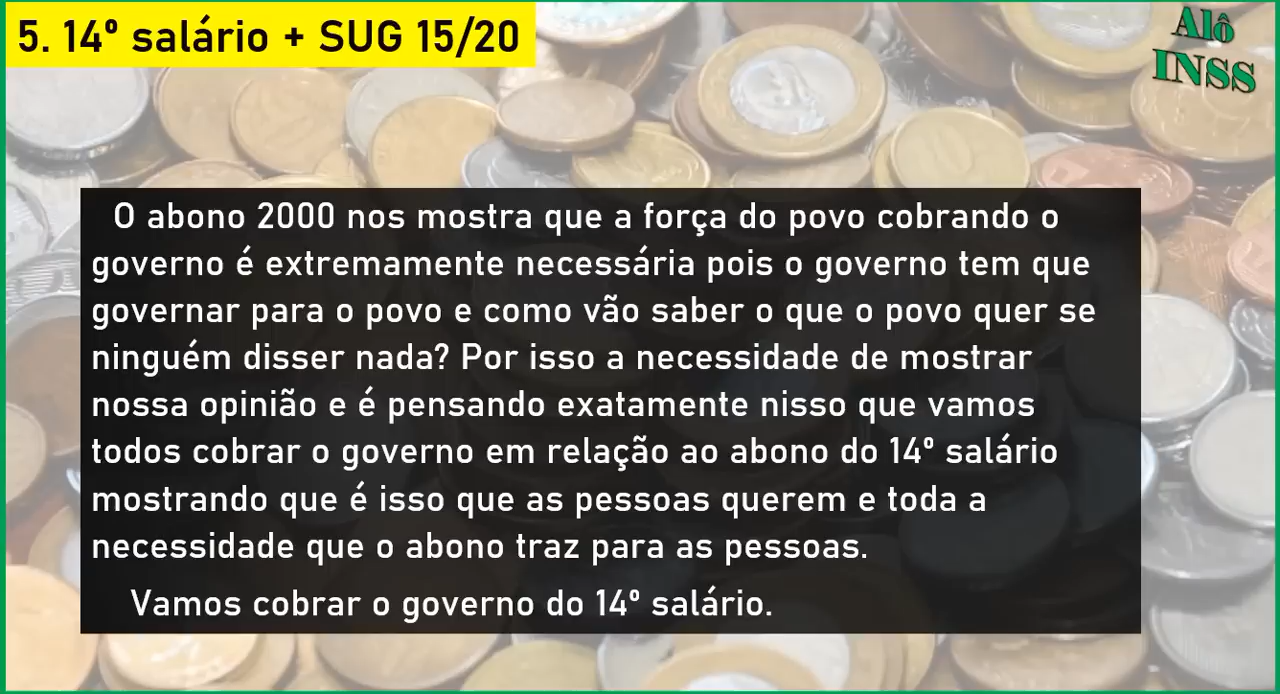 5. 14º salário + SUG 15/20
Alô
INSS
O abono 2000 nos mostra que a força do povo cobrando o
governo é extremamente necessária pois o governo tem que
governar para o povo e como vão saber o que o povo quer se
ninguém disser nada? Por isso a necessidade de mostrar
nossa opinião e é pensando exatamente nisso que vamos
todos cobrar o governo em relação ao abono do 14º salário
mostrando que é isso que as pessoas querem e toda a
necessidade que o abono traz para as pessoas.
Vamos cobrar o governo do 14º salário.